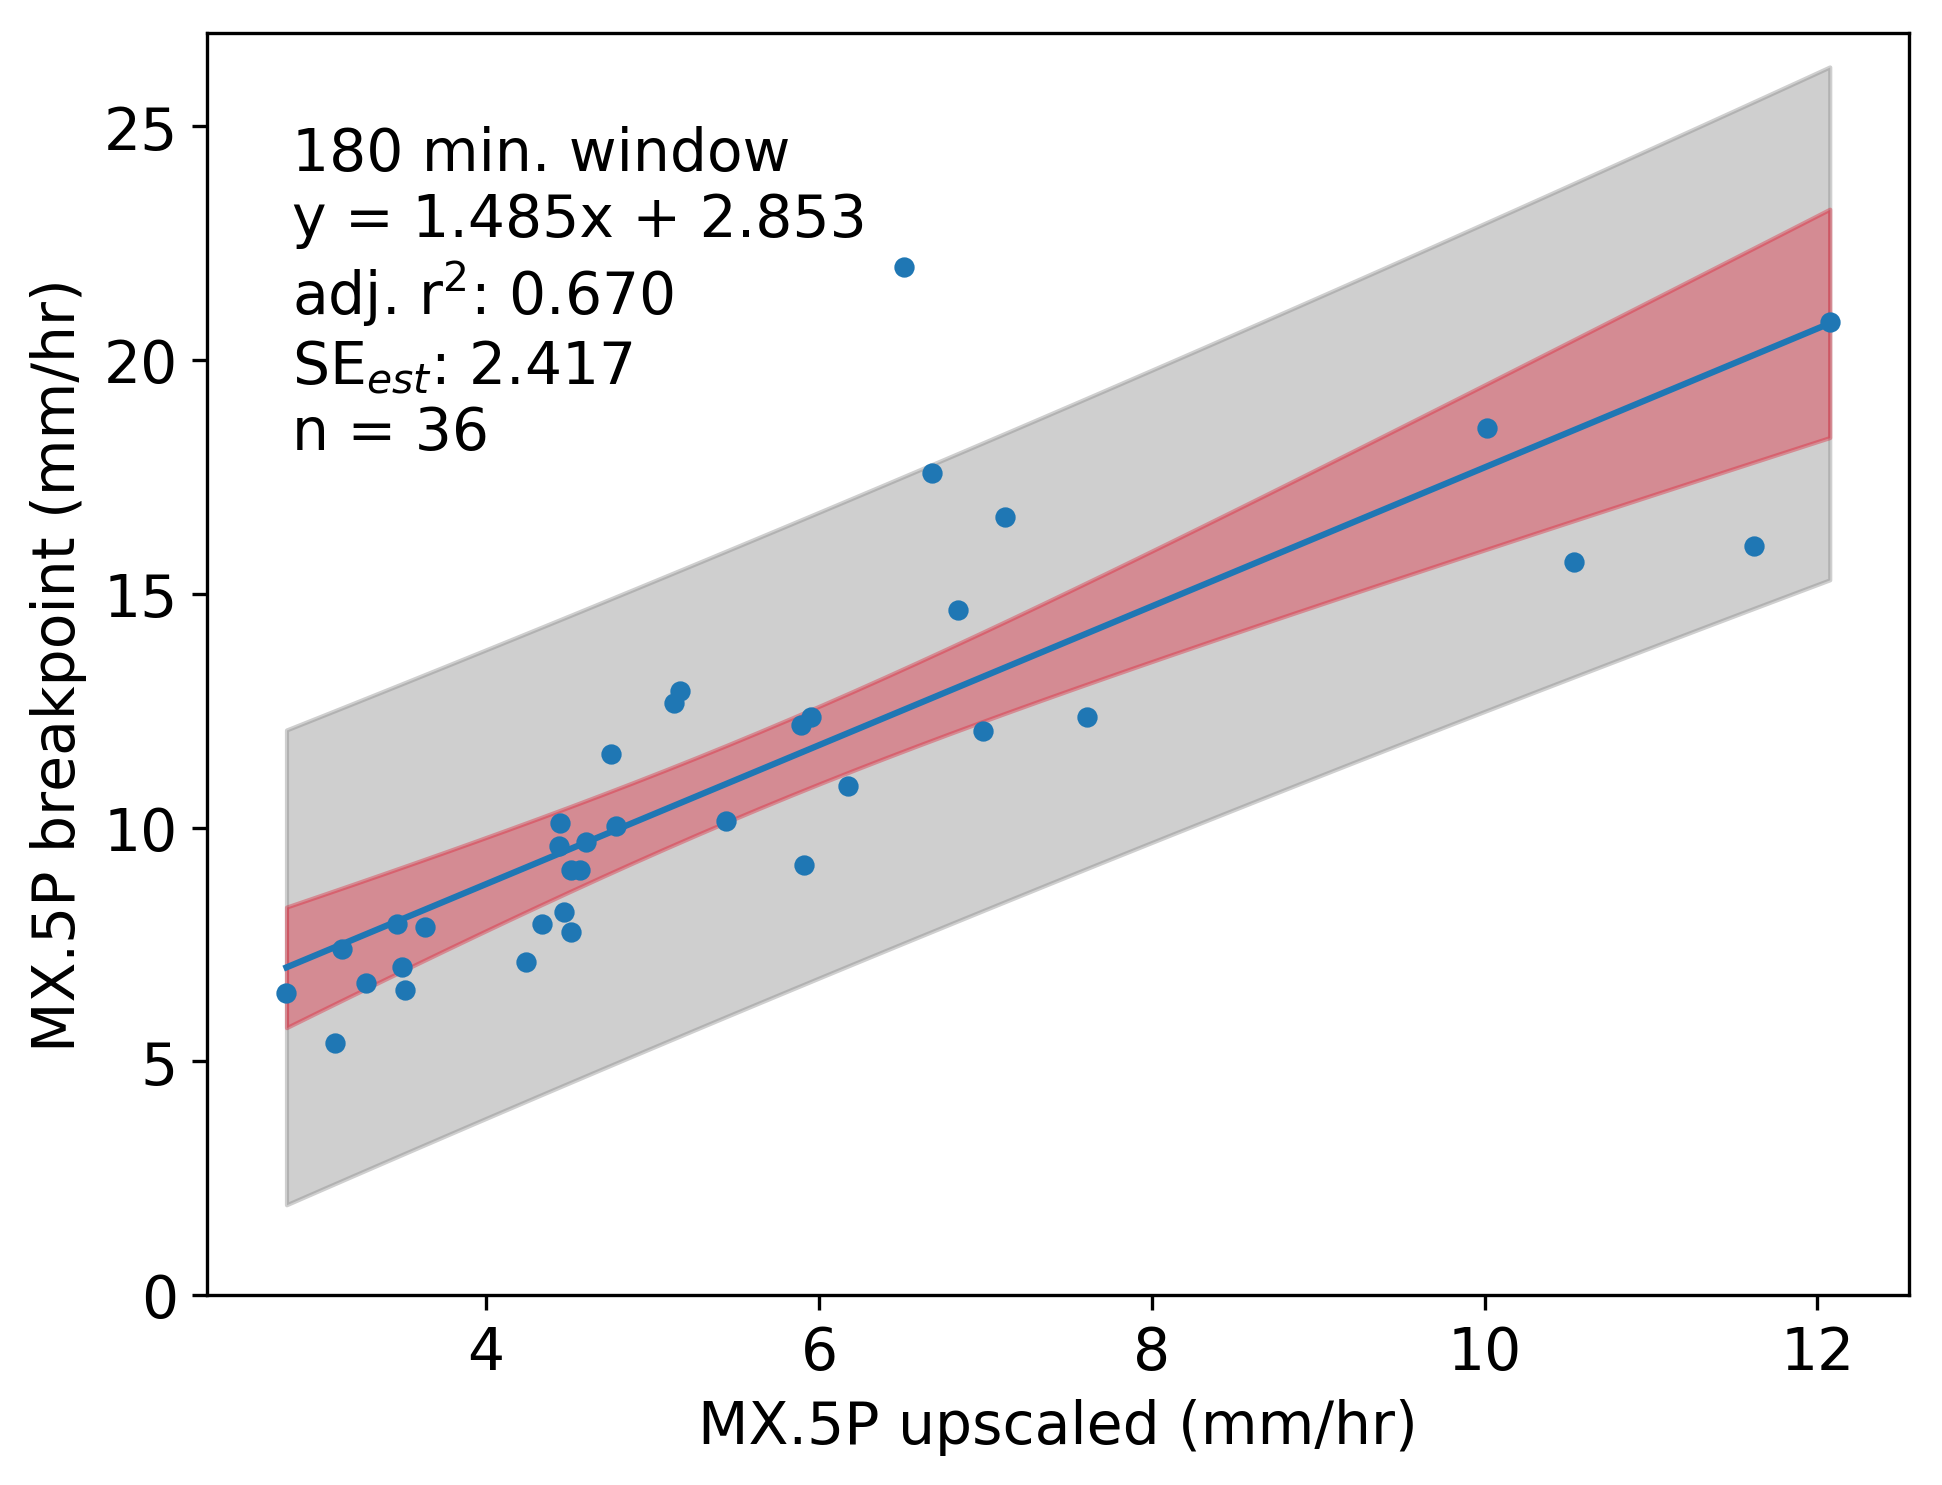 180 min. window
y = 1.485x + 2.853
adj. r²: 0.670
SEest: 2.417
n = 36
25
20
15
10
5
0
MX.5P breakpoint (mm/hr)
4 6 8 10 12
MX.5P upscaled (mm/hr)